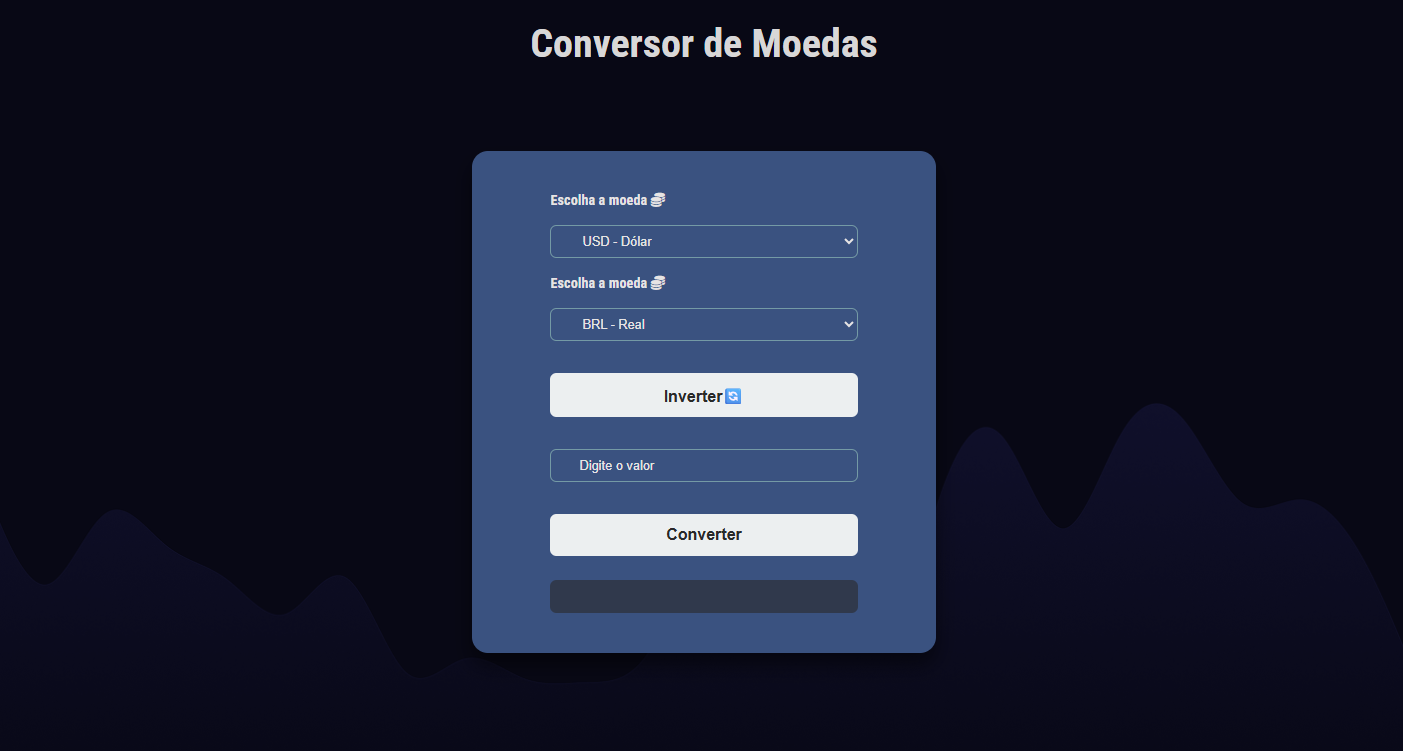 Conversor de Moedas
Escolha a moeda
USD - Dólar
Escolha a moeda
BRL - Real
Inverter
Digite o valor
Converter